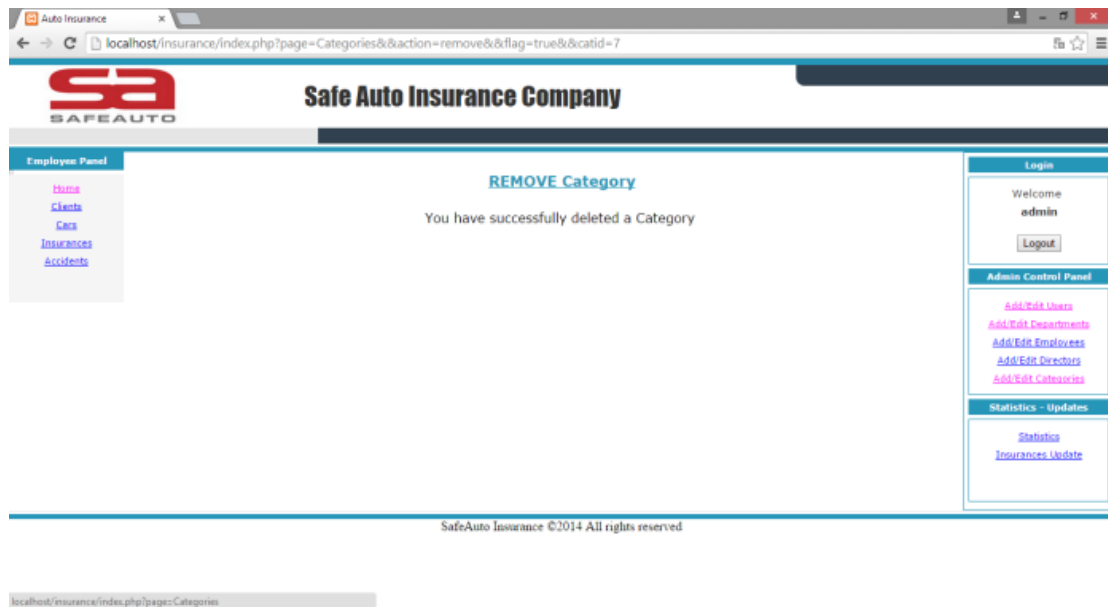 Auto Insurance
localhost/insurance/index.php?page=Categories&&action=remove&&flag=true&&catid=7
sa
SAFEAUTO
Safe Auto Insurance Company
Employee Panel
Home
Clients
Cars
Insurances
Accidents
REMOVE Category
You have successfully deleted a Category
Login
Welcome
admin
Logout
Admin Control Panel
Add/Edit Users
Add/Edit Departments
Add/Edit Employees
Add/Edit Directors
Add/Edit Categories
Statistics - Updates
Statistics
Insurances Update
SafeAuto Insurance ©2014 All rights reserved
localhost/insurance/index.php?page=Categories